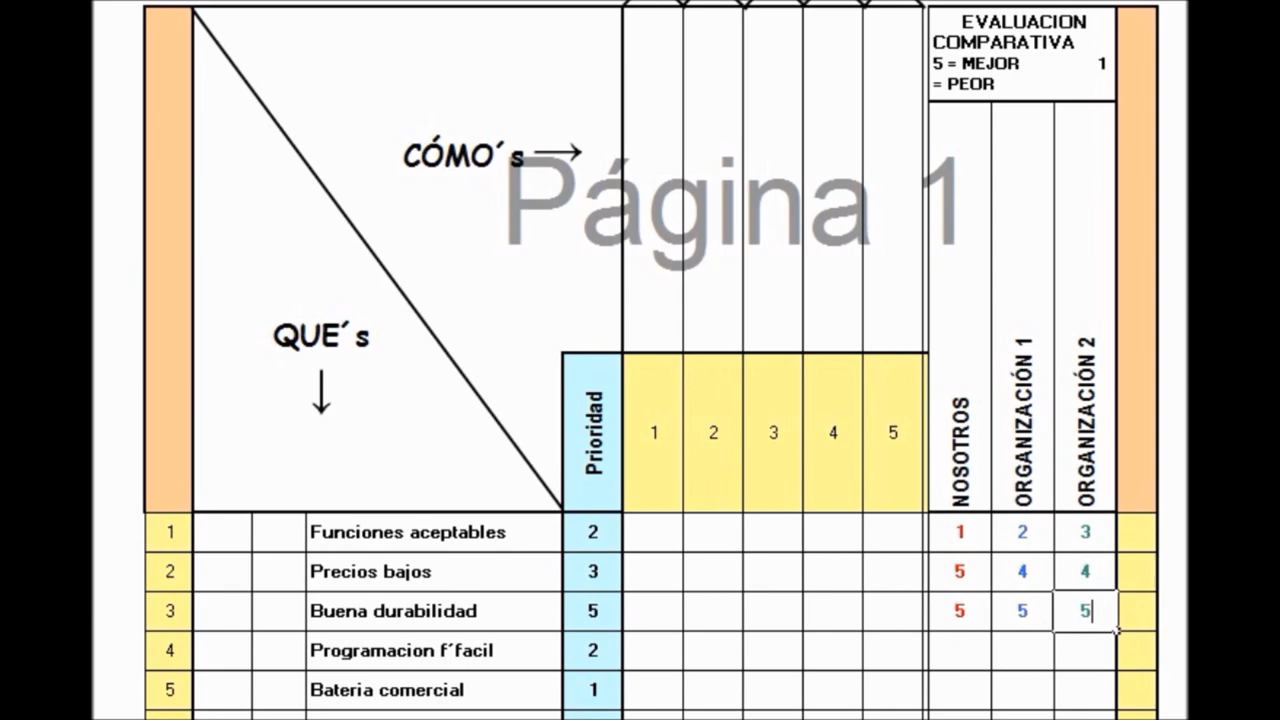 EVALUACION
COMPARATIVA
5 = MEJOR 1
= PEOR
CÓMO´s →
Página 1
QUE´s
↓
Prioridad
1 2 3 4 5
NOSOTROS
ORGANIZACIÓN 1
ORGANIZACIÓN 2
1 Funciones aceptables 2 1 2 3
2 Precios bajos 3 5 4 4
3 Buena durabilidad 5 5 5 5
4 Programacion f´facil 2
5 Bateria comercial 1